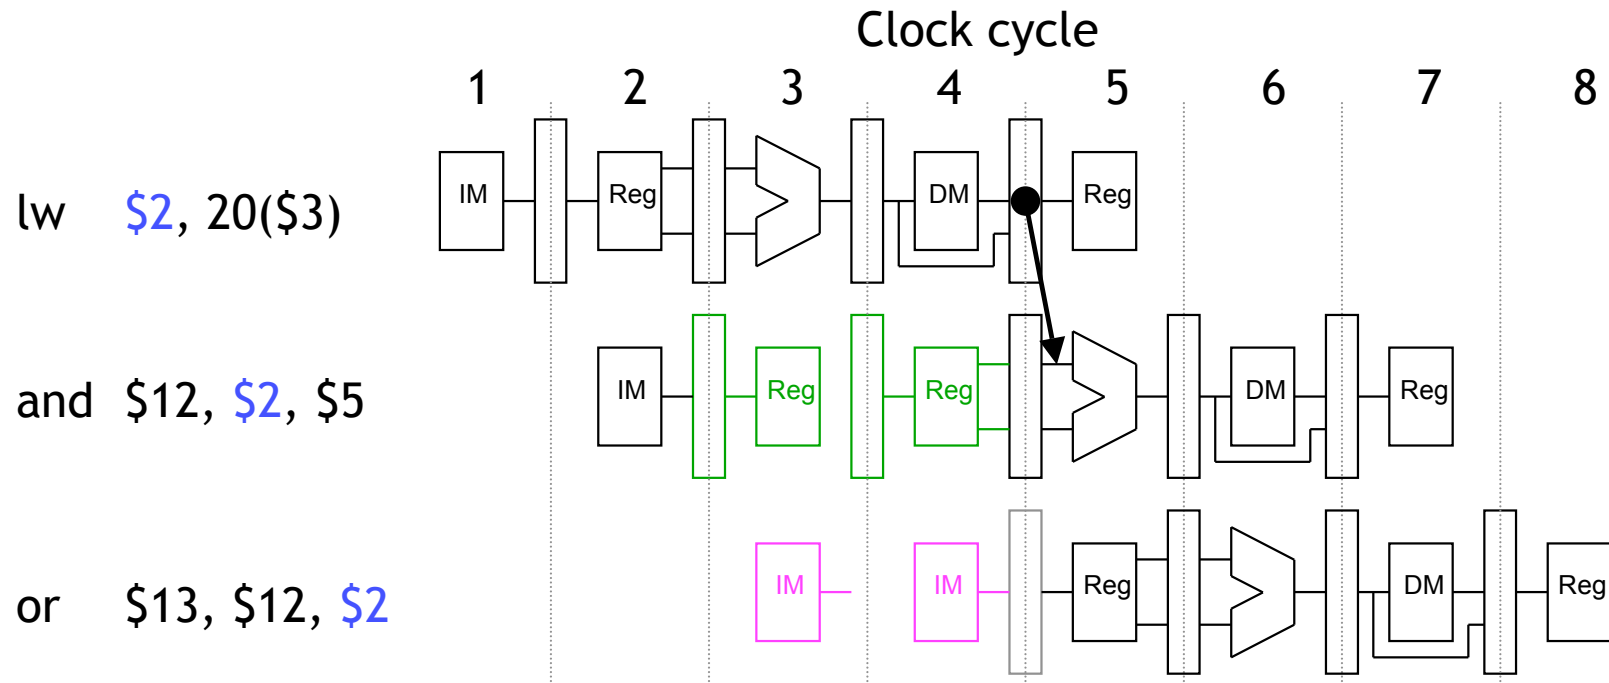 Clock cycle
1 2 3 4 5 6 7 8
lw $2, 20($3) IM Reg DM Reg
and $12, $2, $5 IM Reg Reg DM Reg
or $13, $12, $2 IM IM Reg DM Reg